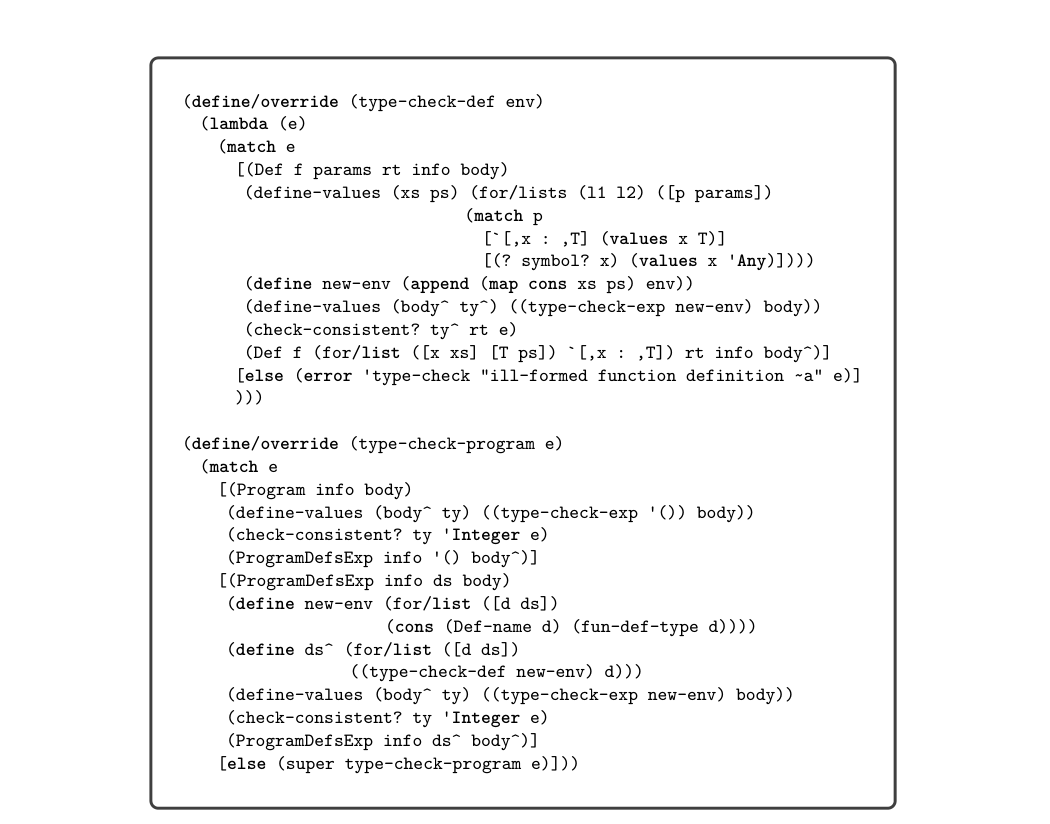 (define/override (type-check-def env)
  (lambda (e)
    (match e
      [(Def f params rt info body)
       (define-values (xs ps) (for/lists (l1 l2) ([p params])
                                (match p
                                  [`[,x : ,T] (values x T)]
                                  [(? symbol? x) (values x 'Any)])))
       (define new-env (append (map cons xs ps) env))
       (define-values (body^ ty^) ((type-check-exp new-env) body))
       (check-consistent? ty^ rt e)
       (Def f (for/list ([x xs] [T ps]) `[,x : ,T]) rt info body^)]
      [else (error 'type-check "ill-formed function definition ~a" e)]
      )))

(define/override (type-check-program e)
  (match e
    [(Program info body)
     (define-values (body^ ty) ((type-check-exp '()) body))
     (check-consistent? ty 'Integer e)
     (ProgramDefsExp info '() body^)]
    [(ProgramDefsExp info ds body)
     (define new-env (for/list ([d ds])
                       (cons (Def-name d) (fun-def-type d))))
     (define ds^ (for/list ([d ds])
                   ((type-check-def new-env) d)))
     (define-values (body^ ty) ((type-check-exp new-env) body))
     (check-consistent? ty 'Integer e)
     (ProgramDefsExp info ds^ body^)]
    [else (super type-check-program e)]))